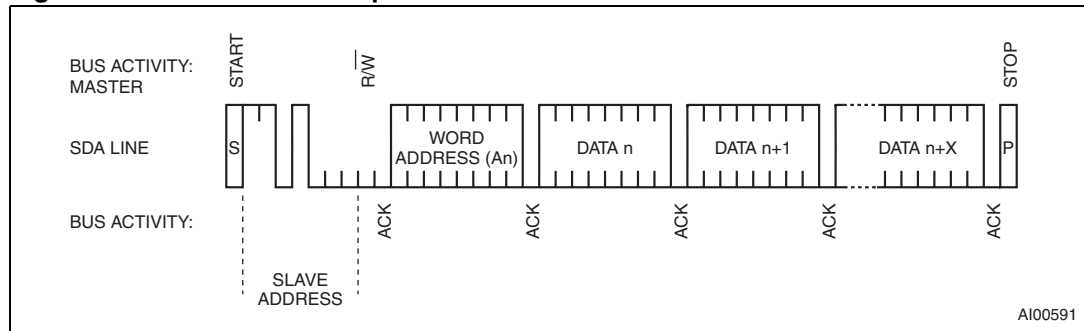 BUS ACTIVITY:
MASTER
START
R/W
STOP
SDA LINE
S
WORD
ADDRESS (An)
DATA n
DATA n+1
DATA n+X
P
BUS ACTIVITY:
ACK
ACK
ACK
ACK
ACK
SLAVE
ADDRESS
AI00591